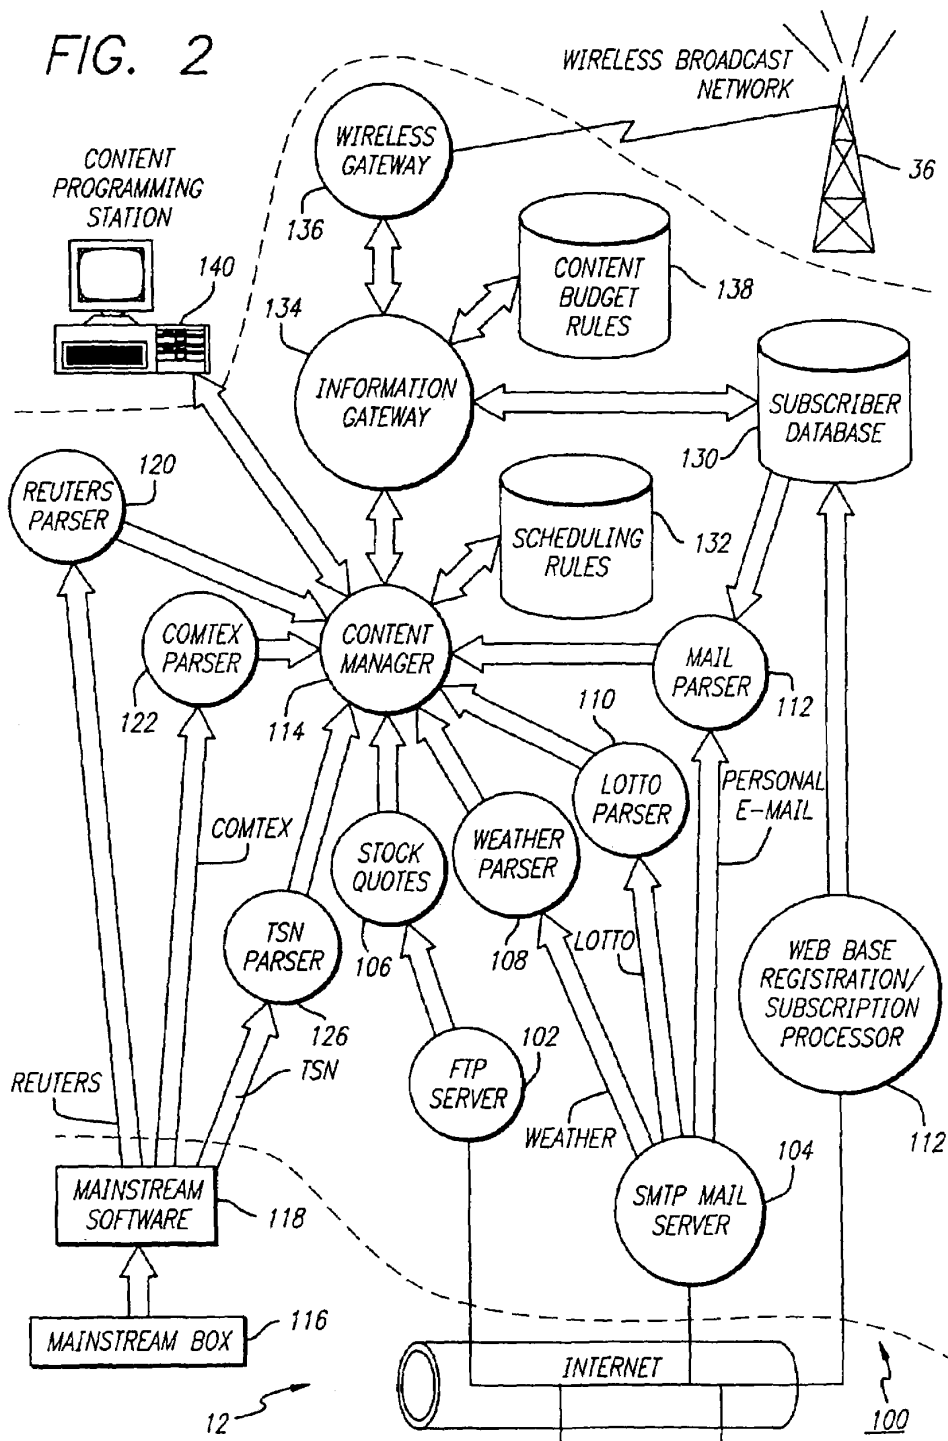 FIG. 2
WIRELESS BROADCAST
NETWORK
36
WIRELESS
GATEWAY
136
CONTENT
PROGRAMMING
STATION
140
CONTENT
BUDGET
RULES
138
134
INFORMATION
GATEWAY
SUBSCRIBER
DATABASE
130
120
REUTERS
PARSER
SCHEDULING
RULES
132
COMTEX
PARSER
122
CONTENT
MANAGER
114
MAIL
PARSER
112
110
LOTTO
PARSER
PERSONAL
E-MAIL
COMTEX
STOCK
QUOTES
106
WEATHER
PARSER
108
LOTTO
TSN
PARSER
126
WEB BASE
REGISTRATION/
SUBSCRIPTION
PROCESSOR
112
102
FTP
SERVER
TSN
REUTERS
WEATHER
104
SMTP MAIL
SERVER
MAINSTREAM
SOFTWARE
118
MAINSTREAM BOX
116
INTERNET
12
100